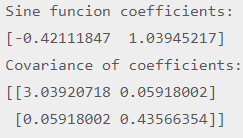 Sine funcion coefficients:
[-0.42111847  1.03945217]
Covariance of coefficients:
[[3.03920718 0.05918002]
 [0.05918002 0.43566354]]